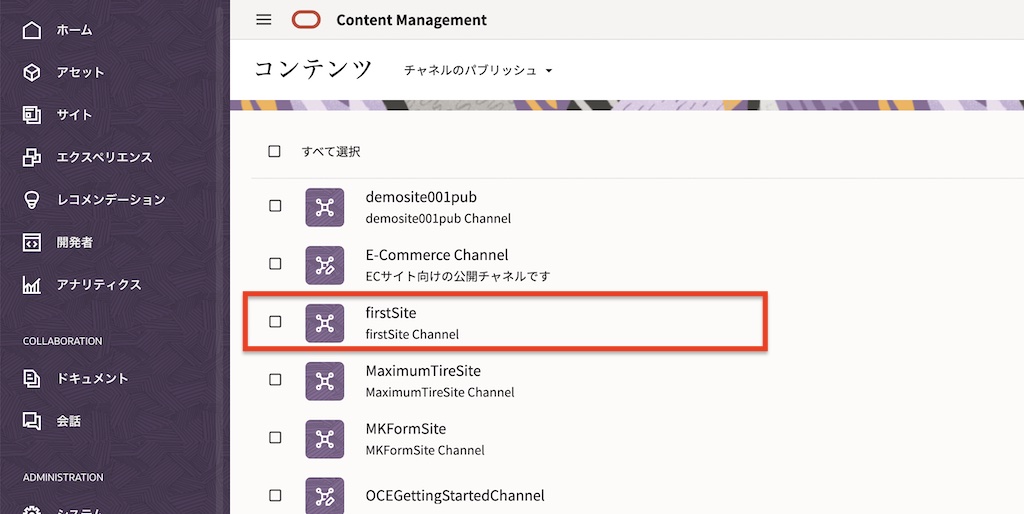 ホーム
アセット
サイト
エクスペリエンス
レコメンデーション
開発者
アナリティクス
COLLABORATION
ドキュメント
会話
ADMINISTRATION
システム
Content Management
コンテンツ
チャネルのパブリッシュ
すべて選択
demosite001pub
demosite001pub Channel
E-Commerce Channel
ECサイト向けの公開チャネルです
firstSite
firstSite Channel
MaximumTireSite
MaximumTireSite Channel
MKFormSite
MKFormSite Channel
OCEGettingStartedChannel